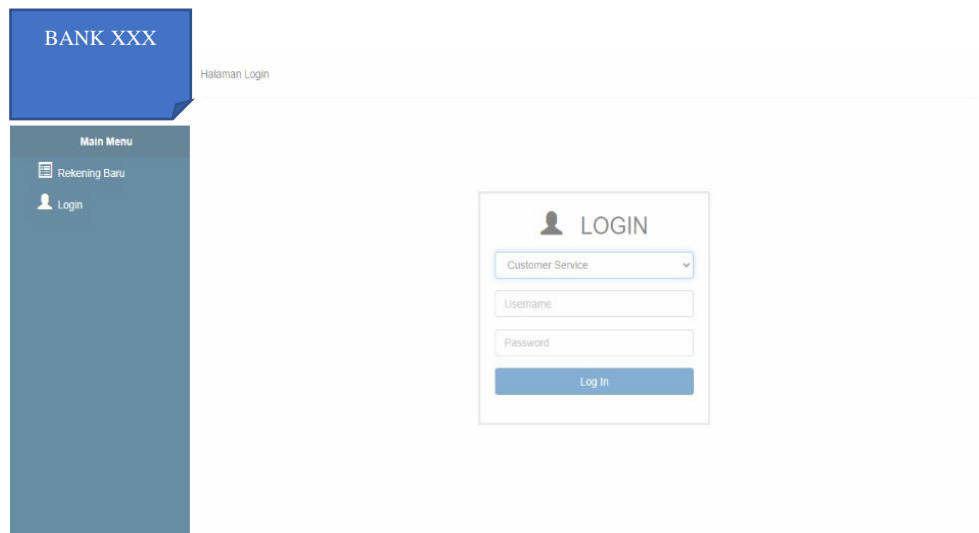 BANK XXX
Halaman Login
Main Menu
Rekening Baru
Login
LOGIN
Customer Service
Username
Password
Log In